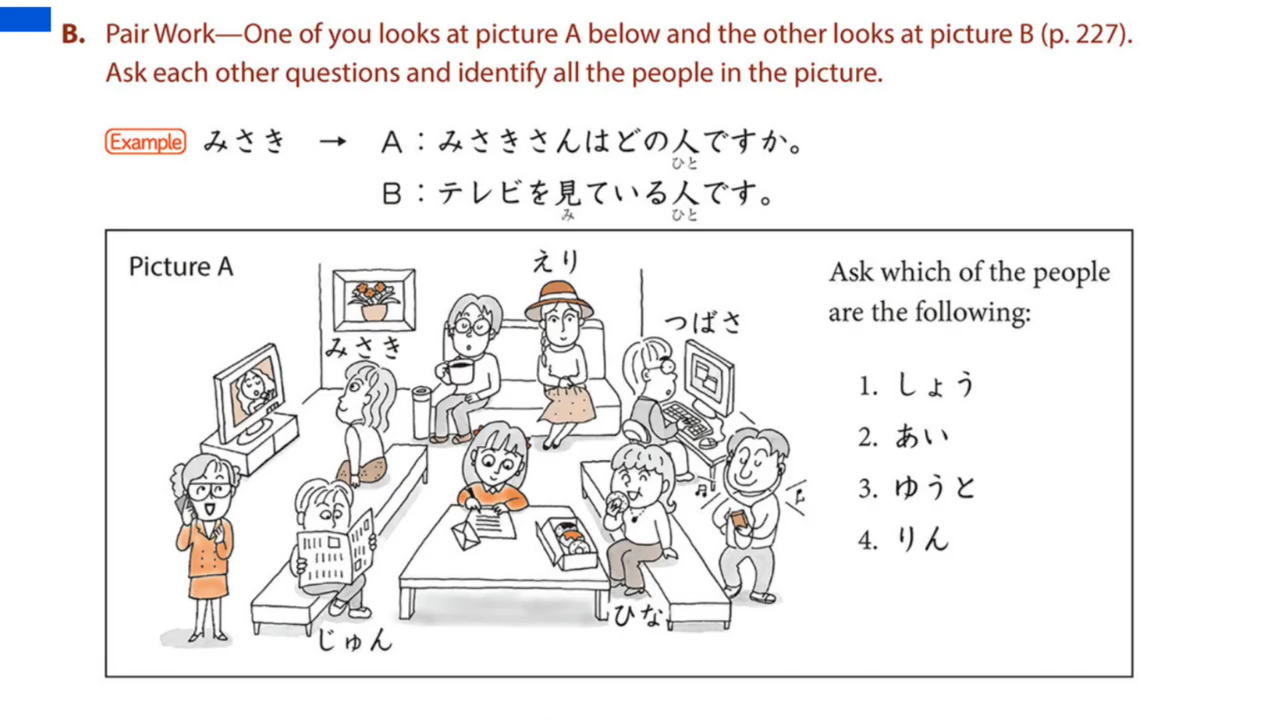 B. Pair Work—One of you looks at picture A below and the other looks at picture B (p. 227).
Ask each other questions and identify all the people in the picture.
Example みさき → A：みさきさんはどの人ですか。
ひと
B：テレビを見ている人です。
み ひと
Picture A
えり
みさき
つばさ
じゅん
ひな
Ask which of the people
are the following:
1. しょう
2. あい
3. ゆうと
4. りん